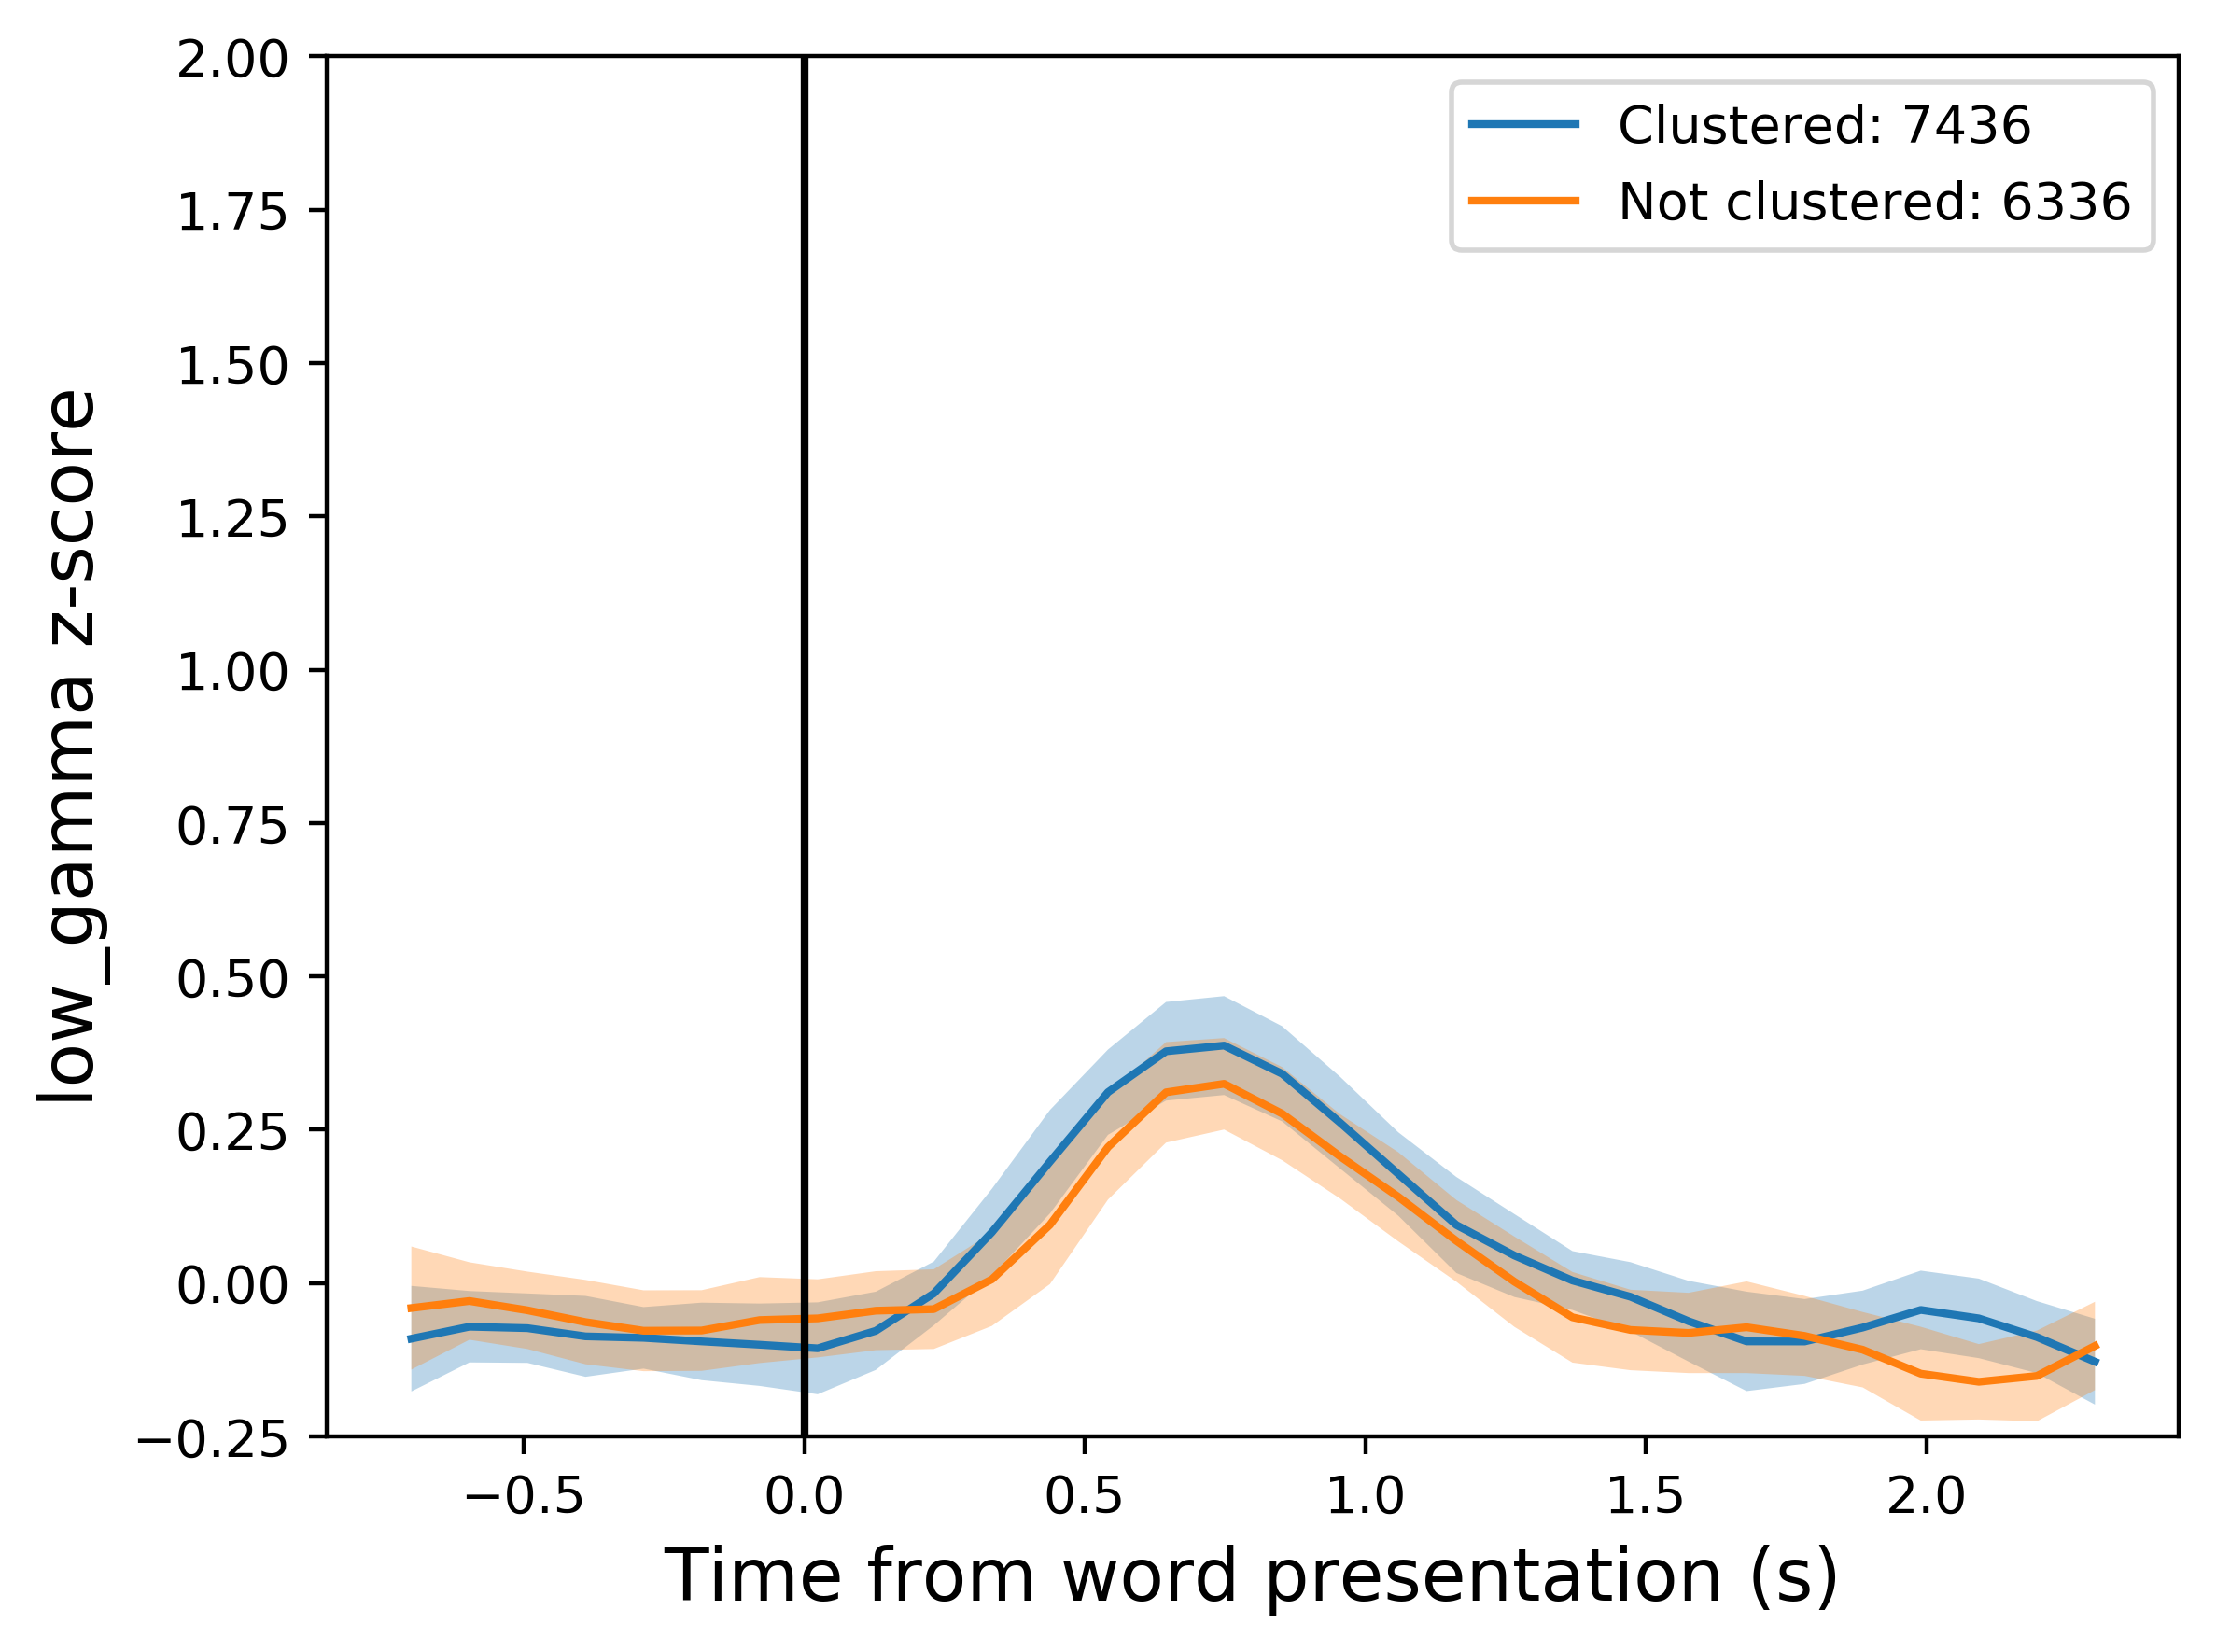 2.00
1.75
1.50
1.25
1.00
0.75
0.50
0.25
0.00
−0.25
low_gamma z-score
Clustered: 7436
Not clustered: 6336
−0.5 0.0 0.5 1.0 1.5 2.0
Time from word presentation (s)